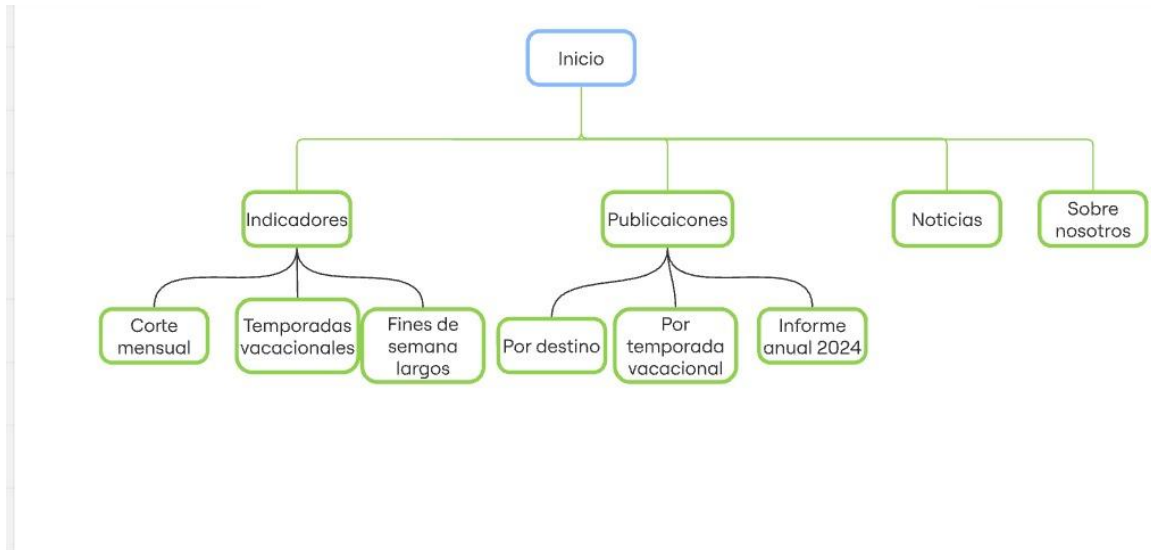 Inicio
Indicadores
Publicaicones
Noticias
Sobre
nosotros
Corte
mensual
Temporadas
vacacionales
Fines de
semana
largos
Por destino
Por
temporada
vacacional
Informe
anual 2024